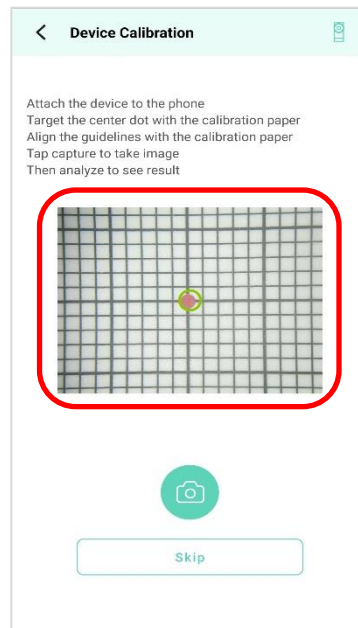 Device Calibration
Attach the device to the phone
Target the center dot with the calibration paper
Align the guidelines with the calibration paper
Tap capture to take image
Then analyze to see result
Skip